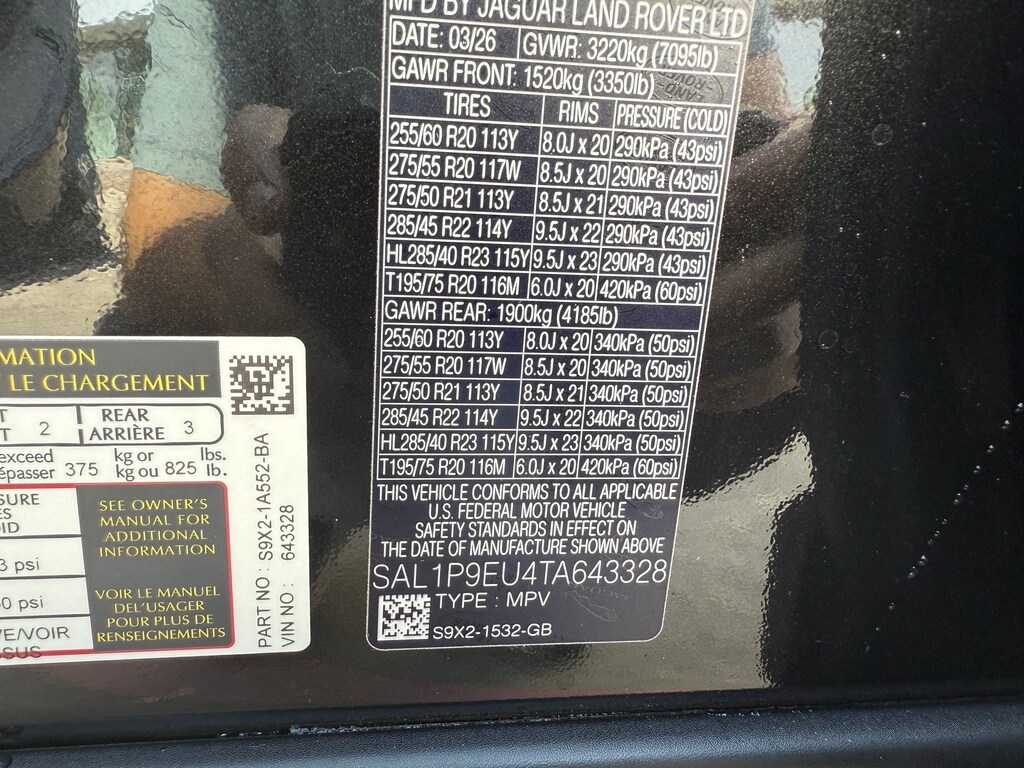 MFD BY JAGUAR LAND ROVER LTD
DATE: 03/26 GVWR: 3220kg (7095lb)
GAWR FRONT: 1520kg (3350lb)
TIRES RIMS PRESSURE (COLD)
255/60 R20 113Y 8.0J x 20 290kPa (43psi)
275/55 R20 117W 8.5J x 20 290kPa (43psi)
275/50 R21 113Y 8.5J x 21 290kPa (43psi)
285/45 R22 114Y 9.5J x 22 290kPa (43psi)
HL285/40 R23 115Y 9.5J x 23 290kPa (43psi)
T195/75 R20 116M 6.0J x 20 420kPa (60psi)
GAWR REAR: 1900kg (4185lb)
255/60 R20 113Y 8.0J x 20 340kPa (50psi)
275/55 R20 117W 8.5J x 20 340kPa (50psi)
275/50 R21 113Y 8.5J x 21 340kPa (50psi)
285/45 R22 114Y 9.5J x 22 340kPa (50psi)
HL285/40 R23 115Y 9.5J x 23 340kPa (50psi)
T195/75 R20 116M 6.0J x 20 420kPa (60psi)
THIS VEHICLE CONFORMS TO ALL APPLICABLE
U.S. FEDERAL MOTOR VEHICLE
SAFETY STANDARDS IN EFFECT ON
THE DATE OF MANUFACTURE SHOWN ABOVE
SAL1P9EU4TA643328
TYPE : MPV
S9X2-1532-GB
MATION
LE CHARGEMENT
T 2 REAR 3
T ARRIÈRE
exceed kg or lbs.
épasser 375 kg ou 825 lb.
SURE
ES
OID
3 psi
50 psi
VE/VOIR
SSUS
SEE OWNER'S
MANUAL FOR
ADDITIONAL
INFORMATION
VOIR LE MANUEL
DEL'USAGER
POUR PLUS DE
RENSEIGNEMENTS
PART NO : S9X2-1A552-BA
VIN NO : 643328